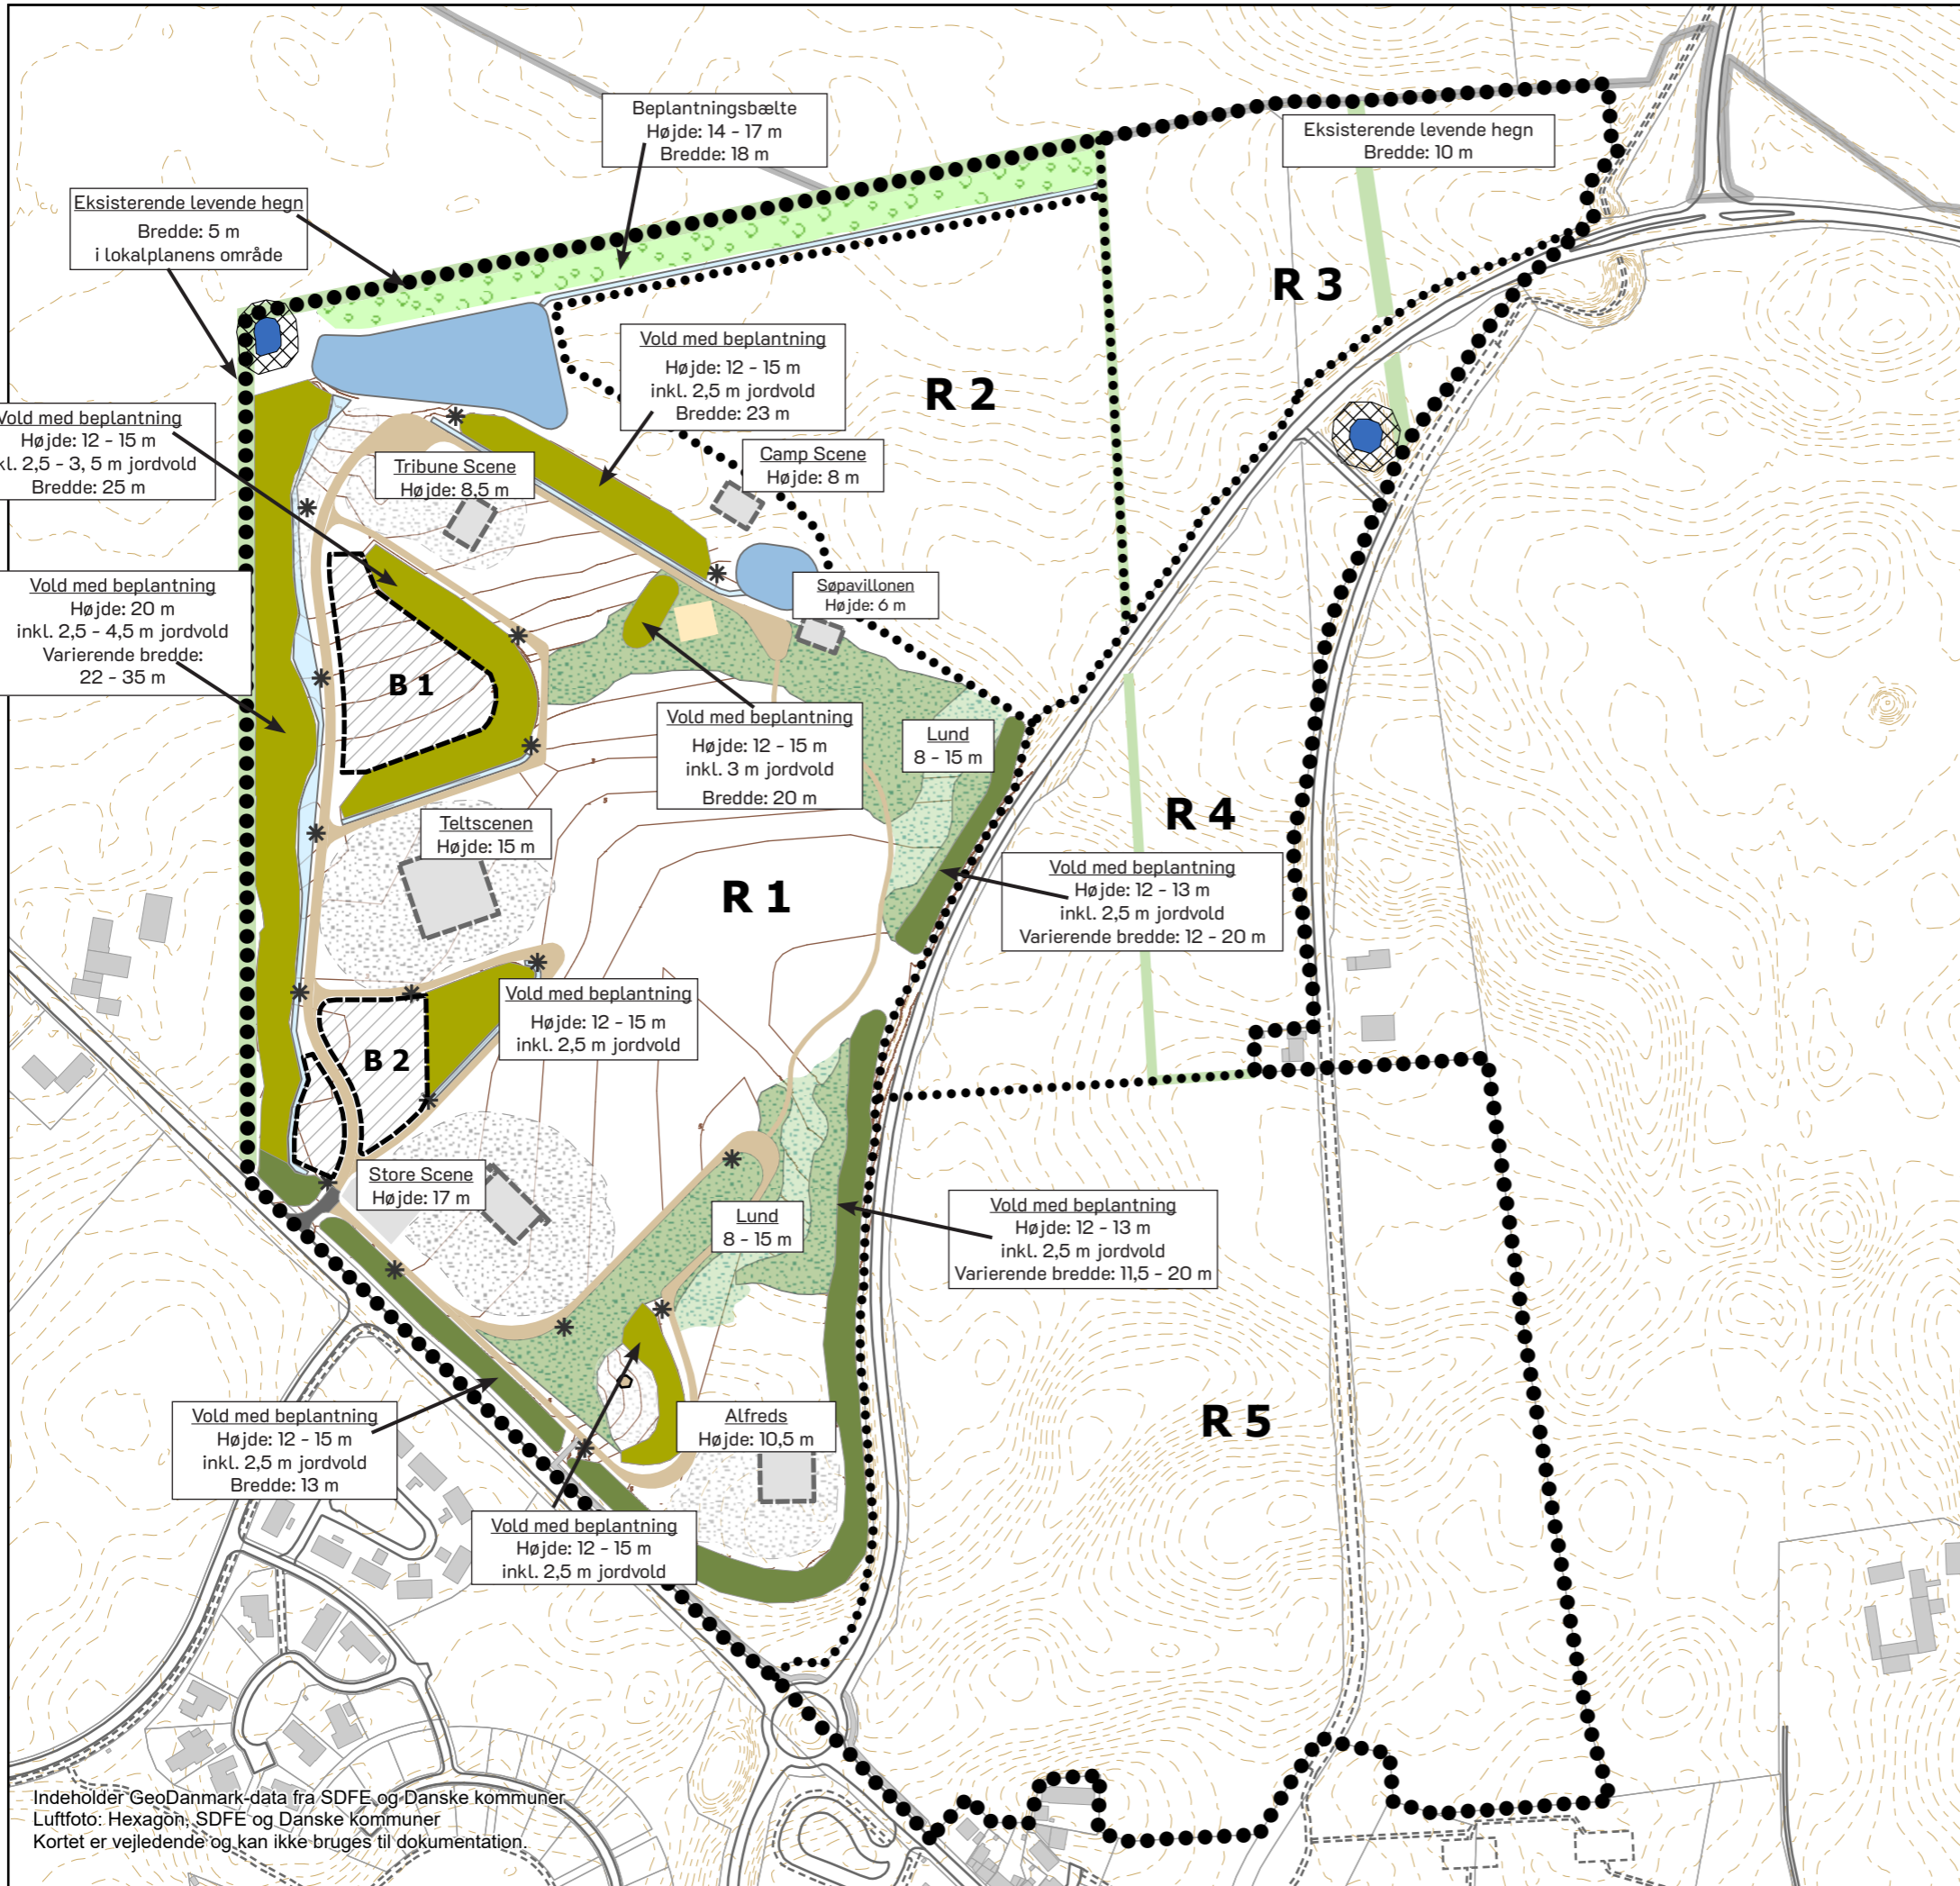 Beplantningsbælte
Højde: 14 - 17 m
Bredde: 18 m
Eksisterende levende hegn
Bredde: 10 m
Eksisterende levende hegn
Bredde: 5 m
i lokalplanens område
R 3
Vold med beplantning
Højde: 12 - 15 m
inkl. 2,5 m jordvold
Bredde: 23 m
R 2
Vold med beplantning
Højde: 12 - 15 m
kl. 2,5 - 3, 5 m jordvold
Bredde: 25 m
Tribune Scene
Højde: 8,5 m
Camp Scene
Højde: 8 m
Vold med beplantning
Højde: 20 m
inkl. 2,5 - 4,5 m jordvold
Varierende bredde:
22 - 35 m
Søpavillonen
Højde: 6 m
B 1
Vold med beplantning
Højde: 12 - 15 m
inkl. 3 m jordvold
Bredde: 20 m
Lund
8 - 15 m
Teltscenen
Højde: 15 m
R 4
R 1
Vold med beplantning
Højde: 12 - 13 m
inkl. 2,5 m jordvold
Varierende bredde: 12 - 20 m
Vold med beplantning
Højde: 12 - 15 m
inkl. 2,5 m jordvold
B 2
Store Scene
Højde: 17 m
Lund
8 - 15 m
Vold med beplantning
Højde: 12 - 13 m
inkl. 2,5 m jordvold
Varierende bredde: 11,5 - 20 m
Vold med beplantning
Højde: 12 - 15 m
inkl. 2,5 m jordvold
Bredde: 13 m
Alfreds
Højde: 10,5 m
R 5
Vold med beplantning
Højde: 12 - 15 m
inkl. 2,5 m jordvold
Indeholder GeoDanmark-data fra SDFE og Danske kommuner
Luftfoto: Hexagon, SDFE og Danske kommuner
Kortet er vejledende og kan ikke bruges til dokumentation.